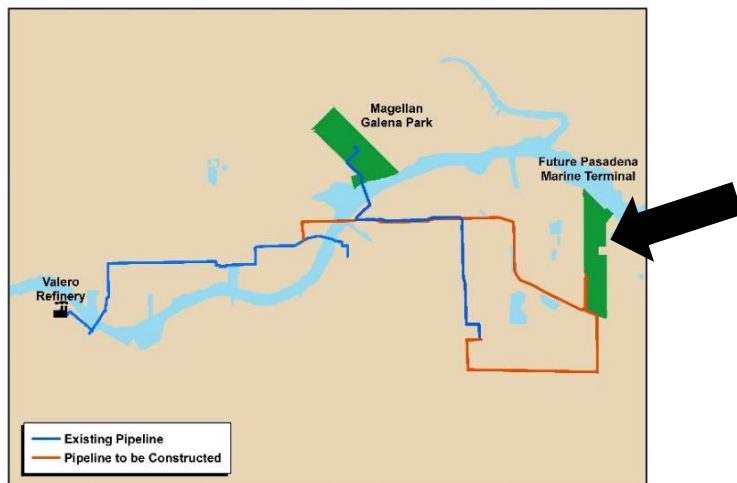 Magellan
Galena Park
Future Pasadena
Marine Terminal
Valero
Refinery
Existing Pipeline
Pipeline to be Constructed